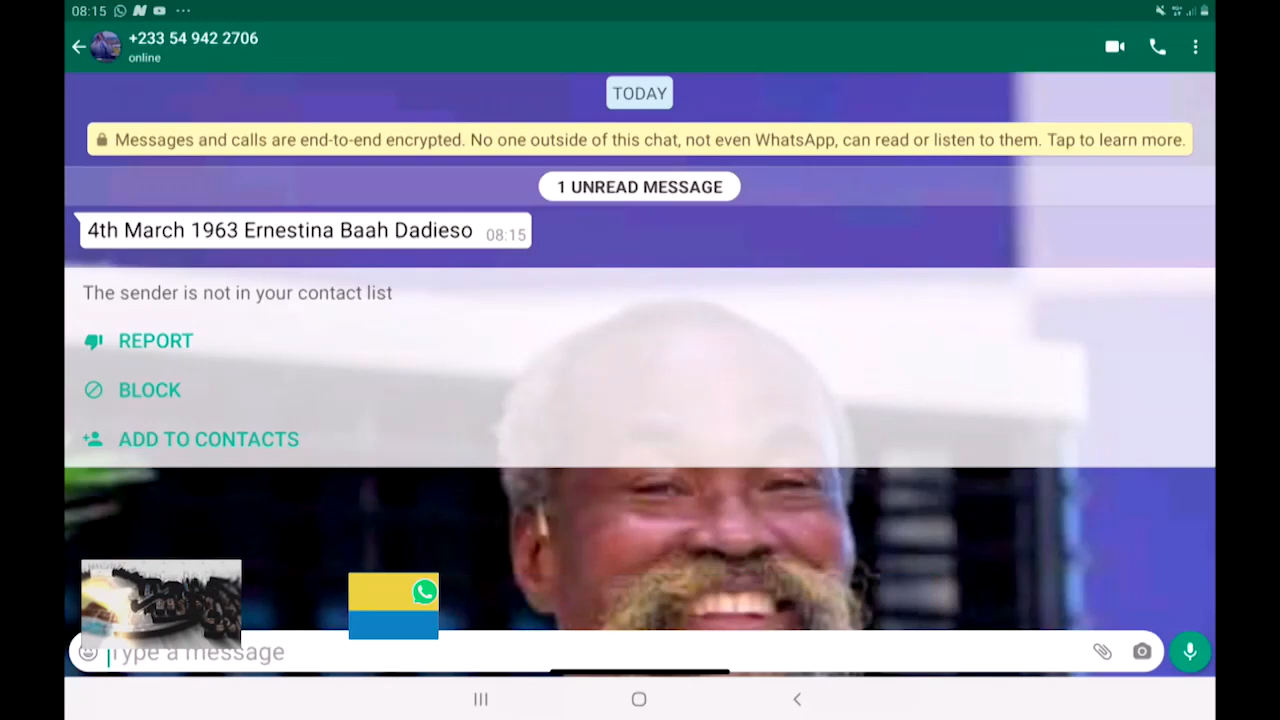 08:15
+233 54 942 2706
online
TODAY
Messages and calls are end-to-end encrypted. No one outside of this chat, not even WhatsApp, can read or listen to them. Tap to learn more.
1 UNREAD MESSAGE
4th March 1963 Ernestina Baah Dadieso 08:15
The sender is not in your contact list
REPORT
BLOCK
ADD TO CONTACTS
Type a message